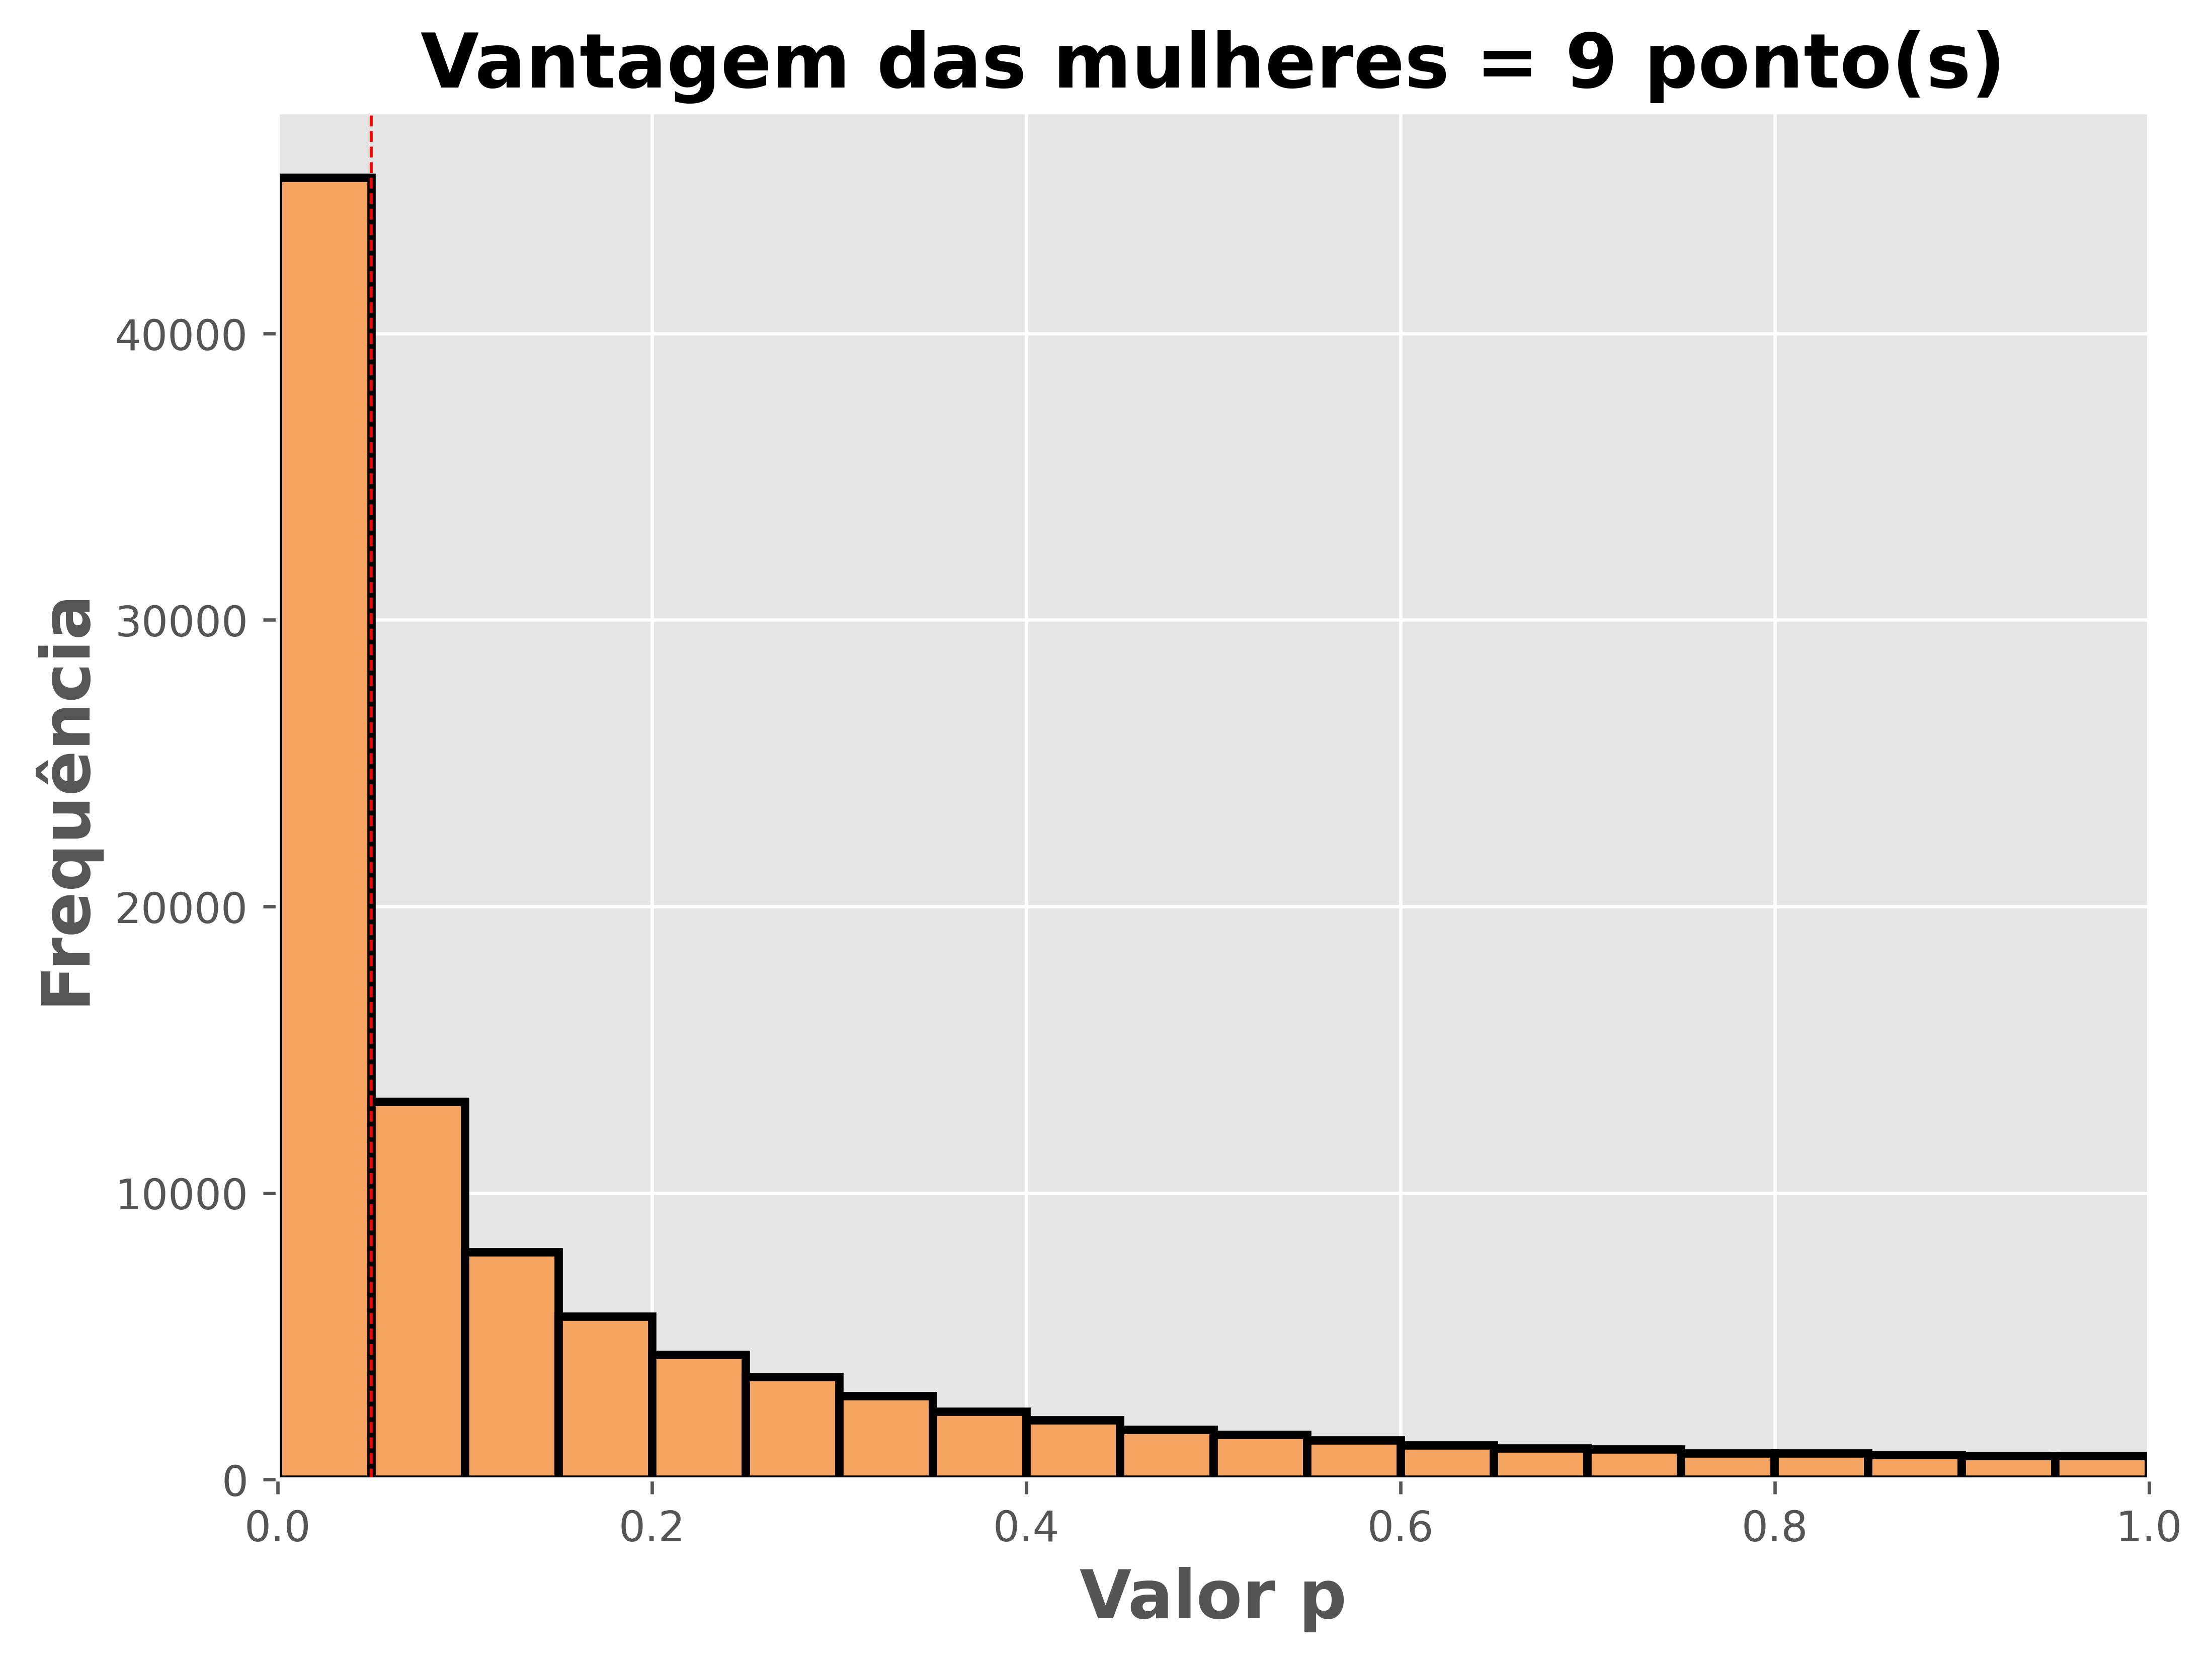 Vantagem das mulheres = 9 ponto(s)
Frequência
40000
30000
20000
10000
0
0.0 0.2 0.4 0.6 0.8 1.0
Valor p